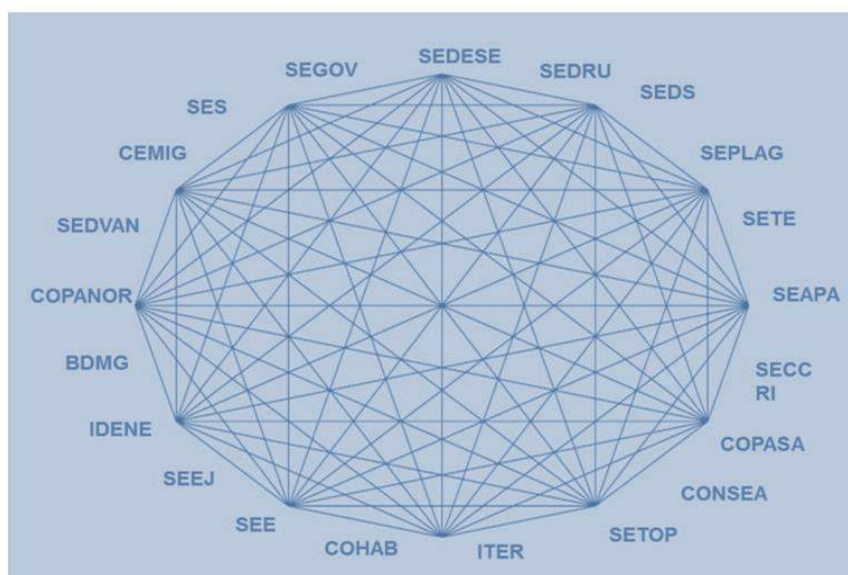 SEDESE
SEGOV
SEDRU
SES
SEDS
CEMIG
SEPLAG
SEDVAN
SETE
COPANOR
SEAPA
BDMG
SECC
RI
IDENE
COPASA
SEEJ
CONSEA
SEE
SETOP
COHAB
ITER